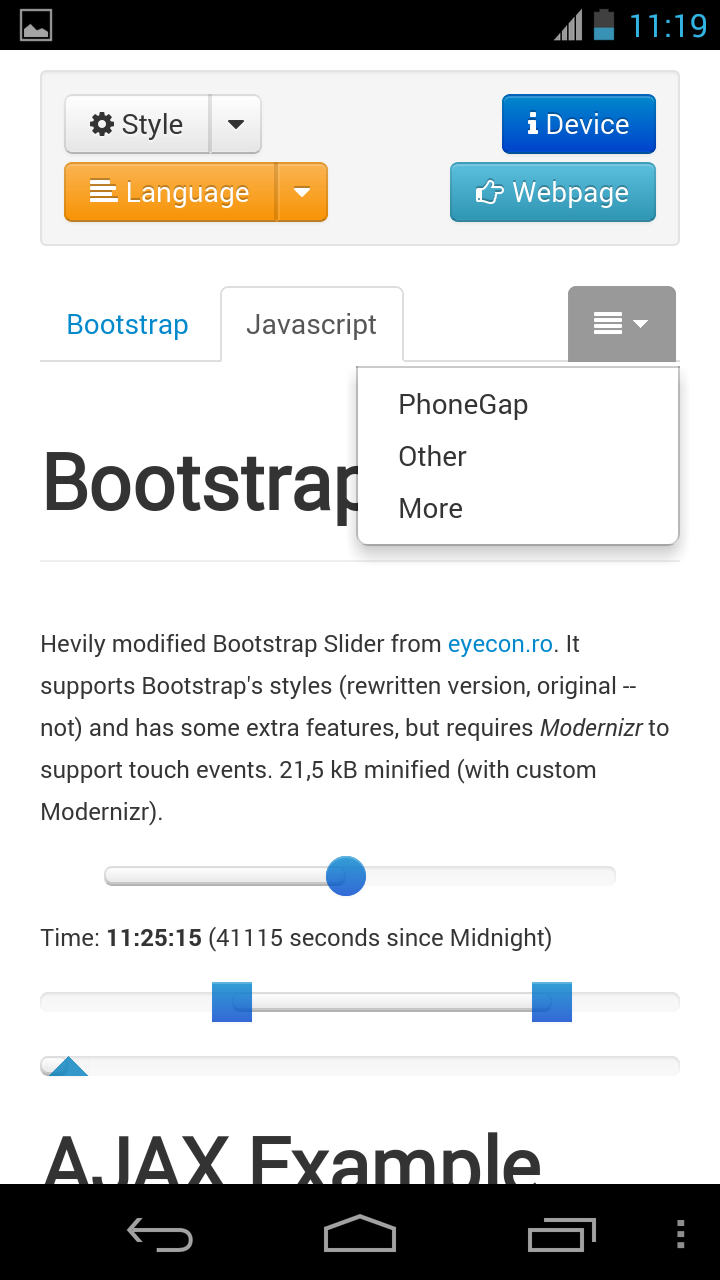 11:19
Style
Device
Language
Webpage
Bootstrap
Javascript
PhoneGap
Other
More
Bootstrap
Hevily modified Bootstrap Slider from eyecon.ro. It
supports Bootstrap's styles (rewritten version, original --
not) and has some extra features, but requires Modernizr to
support touch events. 21,5 kB minified (with custom
Modernizr).
Time: 11:25:15 (41115 seconds since Midnight)
AJAX Example